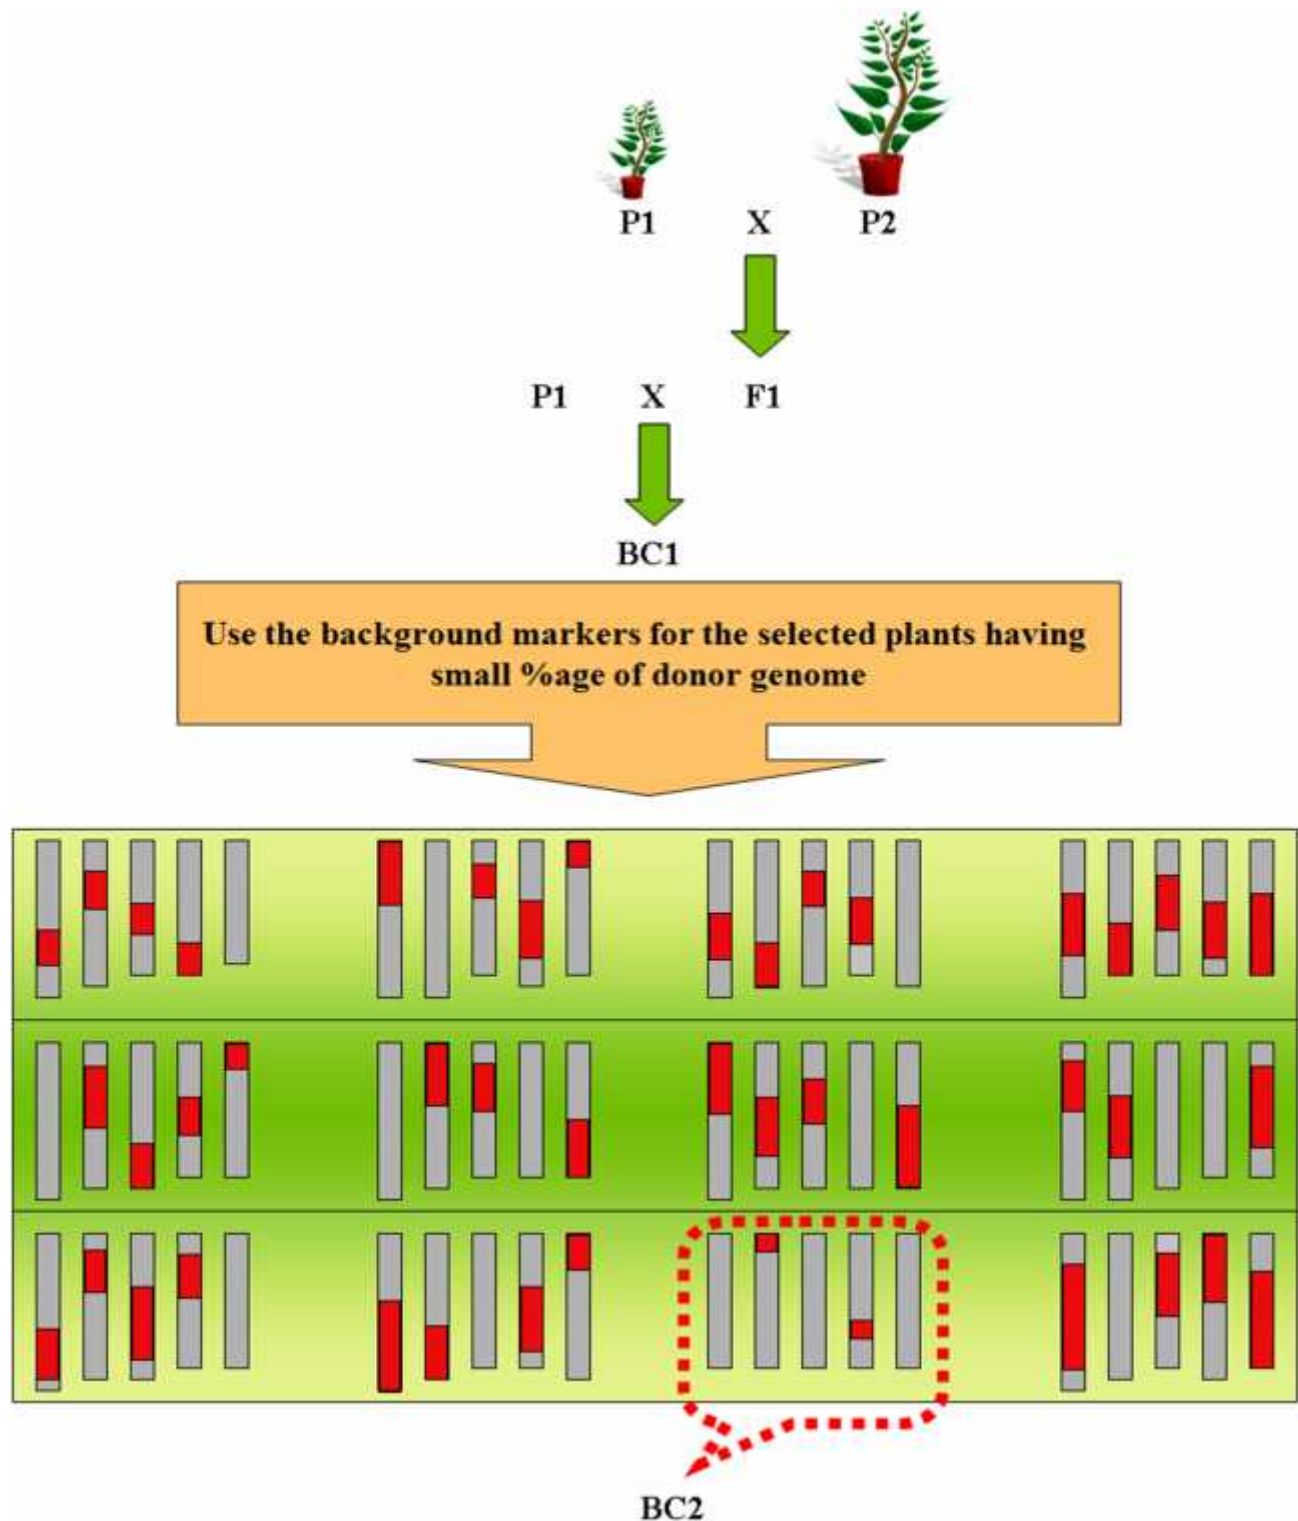 P1 X P2
P1 X F1
BC1
Use the background markers for the selected plants having
small %age of donor genome
BC2